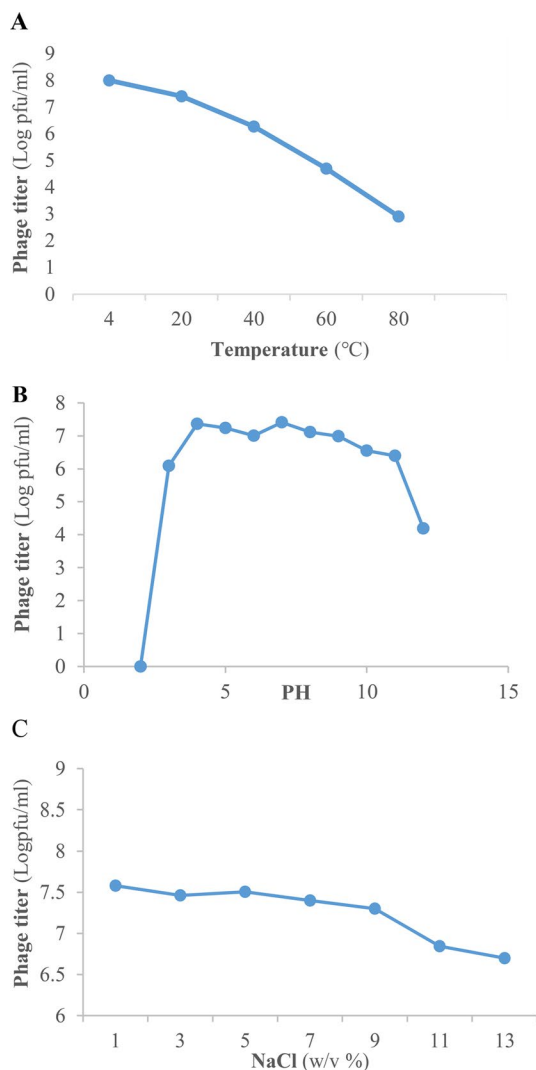 A
9
8
7
6
5
4
3
2
1
0
Phage titer (Log pfu/ml)
4 20 40 60 80
Temperature (℃)
B
8
7
6
5
4
3
2
1
0
Phage titer (Log pfu/ml)
0 5 10 15
PH
C
9
8.5
8
7.5
7
6.5
6
Phage titer (Logpfu/ml)
1 3 5 7 9 11 13
NaCl (w/v %)